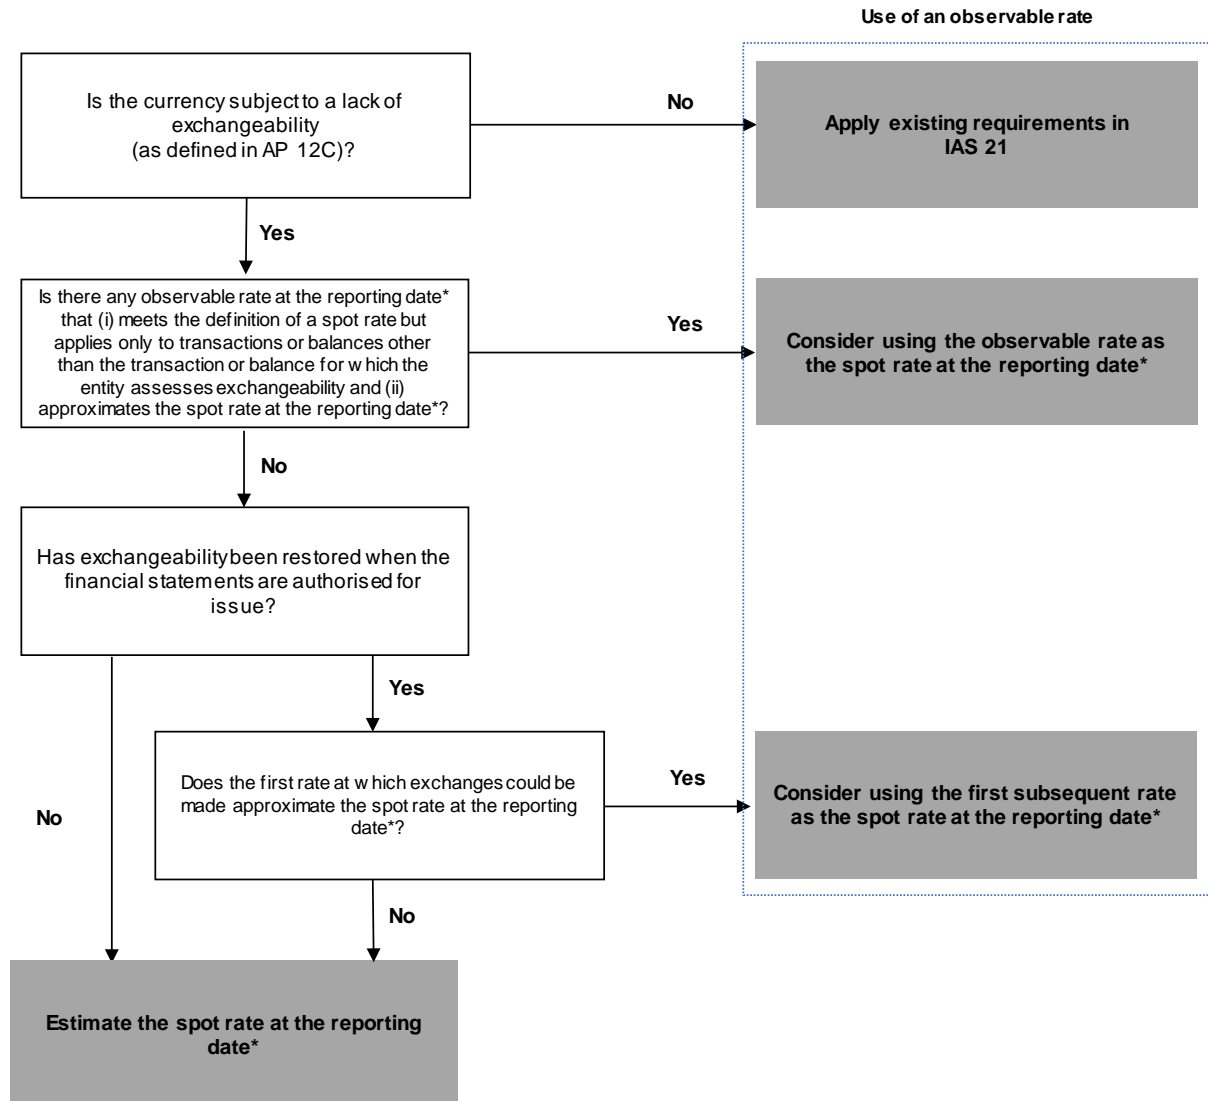 Use of an observable rate
Is the currency subject to a lack of
exchangeability
(as defined in AP 12C)?
No
Apply existing requirements in
IAS 21
Yes
Is there any observable rate at the reporting date*
that (i) meets the definition of a spot rate but
applies only to transactions or balances other
than the transaction or balance for which the
entity assesses exchangeability and (ii)
approximates the spot rate at the reporting date*?
Yes
Consider using the observable rate as
the spot rate at the reporting date*
No
Has exchangeability been restored when the
financial statements are authorised for
issue?
Yes
No
Does the first rate at which exchanges could be
made approximate the spot rate at the reporting
date*?
Yes
Consider using the first subsequent rate
as the spot rate at the reporting date*
No
Estimate the spot rate at the reporting
date*